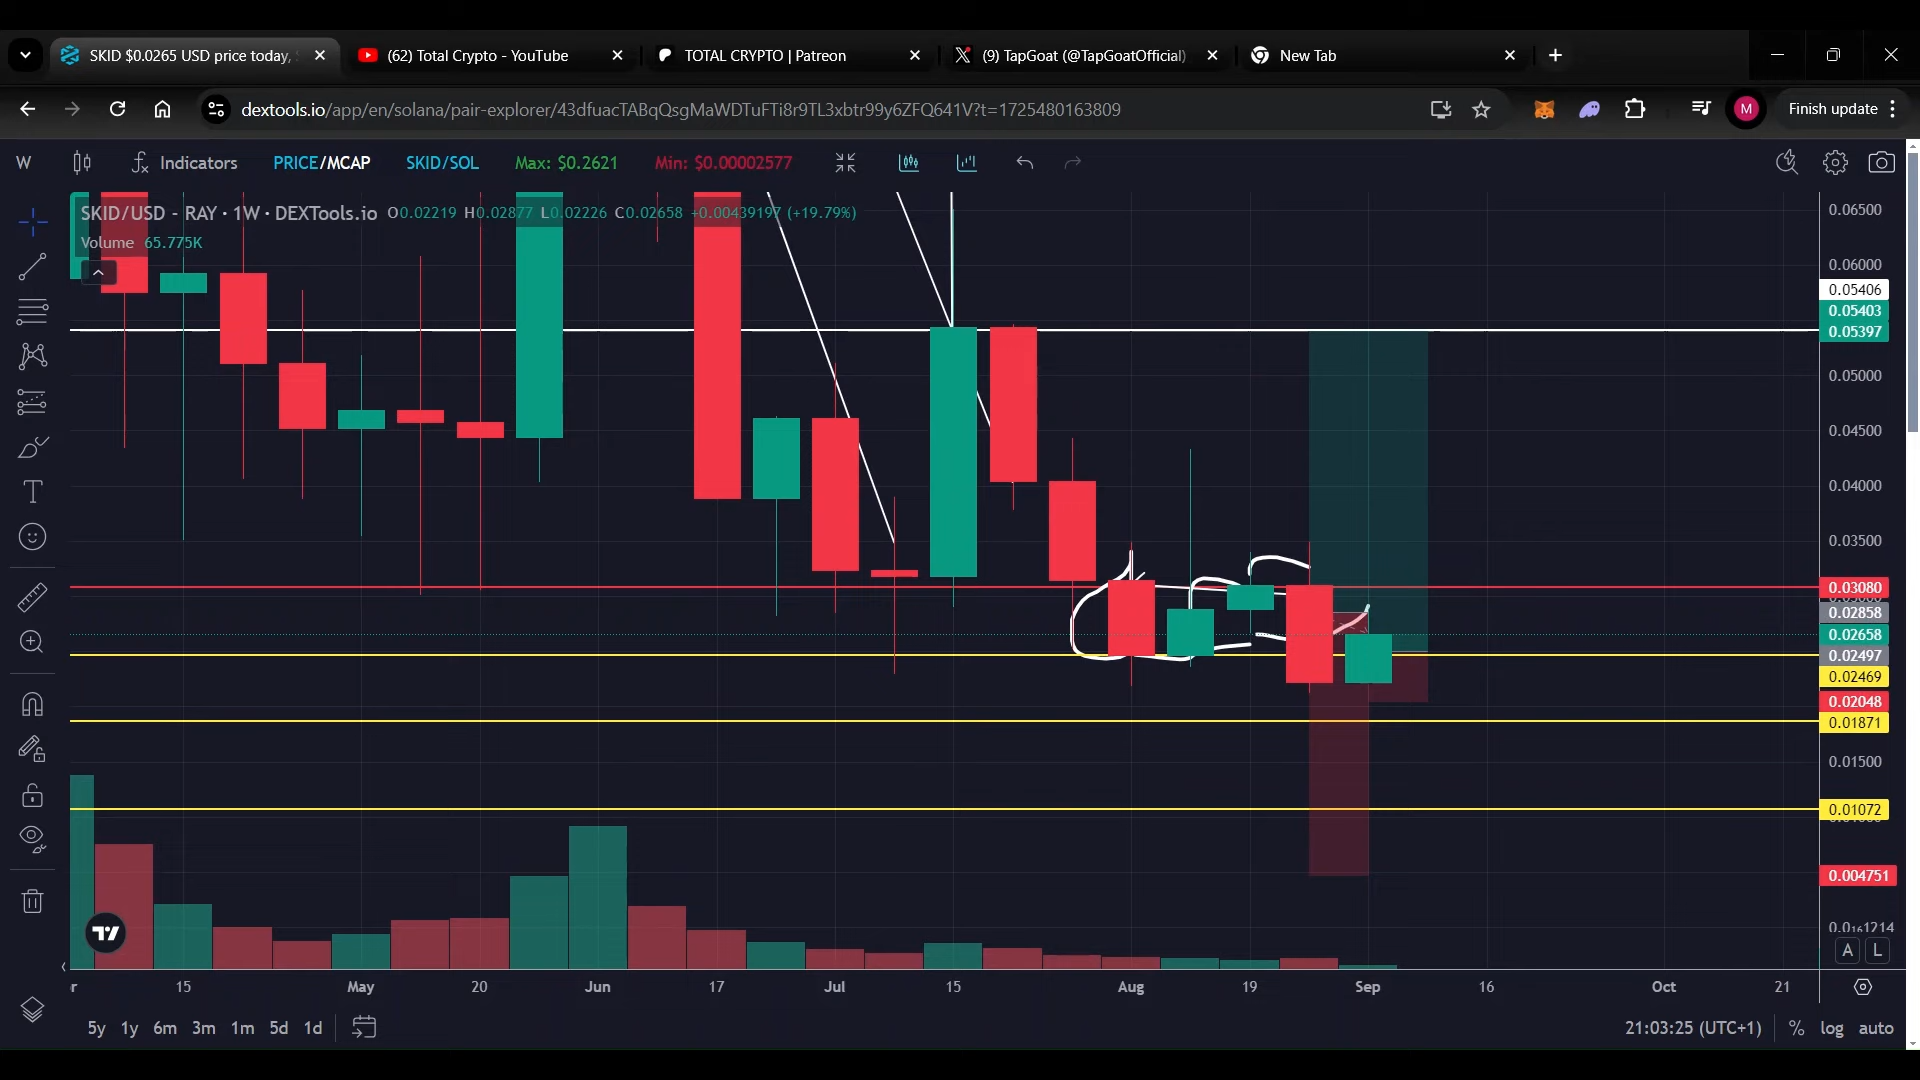 SKID $0.0265 USD price today,
(62) Total Crypto - YouTube
TOTAL CRYPTO | Patreon
(9) TapGoat (@TapGoatOfficial)
New Tab
dextools.io/app/en/solana/pair-explorer/43dfuacTABqQsgMaWDTuFTi8r9TL3xbtr99y6ZFQ641V?t=1725480163809
M
Finish update
W
Indicators
PRICE/MCAP
SKID/SOL
Max: $0.2621
Min: $0.00002577
SKID/USD - RAY · 1W · DEXTools.io O0.02219 H0.02877 L0.02226 C0.02658 +0.00439197 (+19.79%)
Volume 65.775K
0.06500
0.06000
0.05406
0.05403
0.05397
0.05000
0.04500
0.04000
0.03500
0.03080
0.02858
0.02658
0.02497
0.02469
0.02048
0.01871
0.01500
0.01072
0.004751
A L
15 May 20 Jun 17 Jul 15 Aug 19 Sep 16 Oct 21
5y 1y 6m 3m 1m 5d 1d
21:03:25 (UTC+1) % log auto